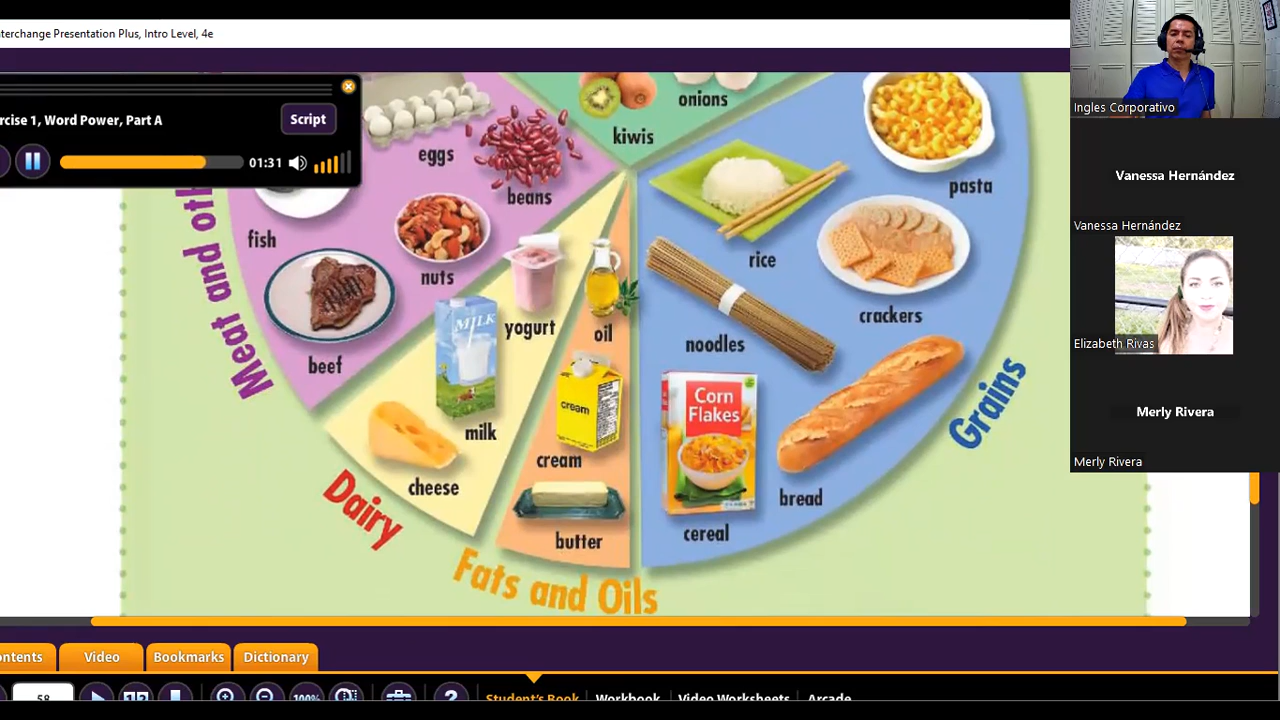 nterchange Presentation Plus, Intro Level, 4e
rcise 1, Word Power, Part A
Script
01:31
onions
kiwis
eggs
beans
pasta
Meat and oth
fish
nuts
rice
crackers
yogurt
oil
MILK
beef
noodles
cream
Corn
Flakes
milk
cream
cheese
bread
cereal
butter
Grains
Dairy
Fats and Oils
ontents
Video
Bookmarks
Dictionary
58
100%
?
Student's Book
Workbook
Video Worksheets
Arcade
Ingles Corporativo
Vanessa Hernández
Vanessa Hernández
Elizabeth Rivas
Merly Rivera
Merly Rivera